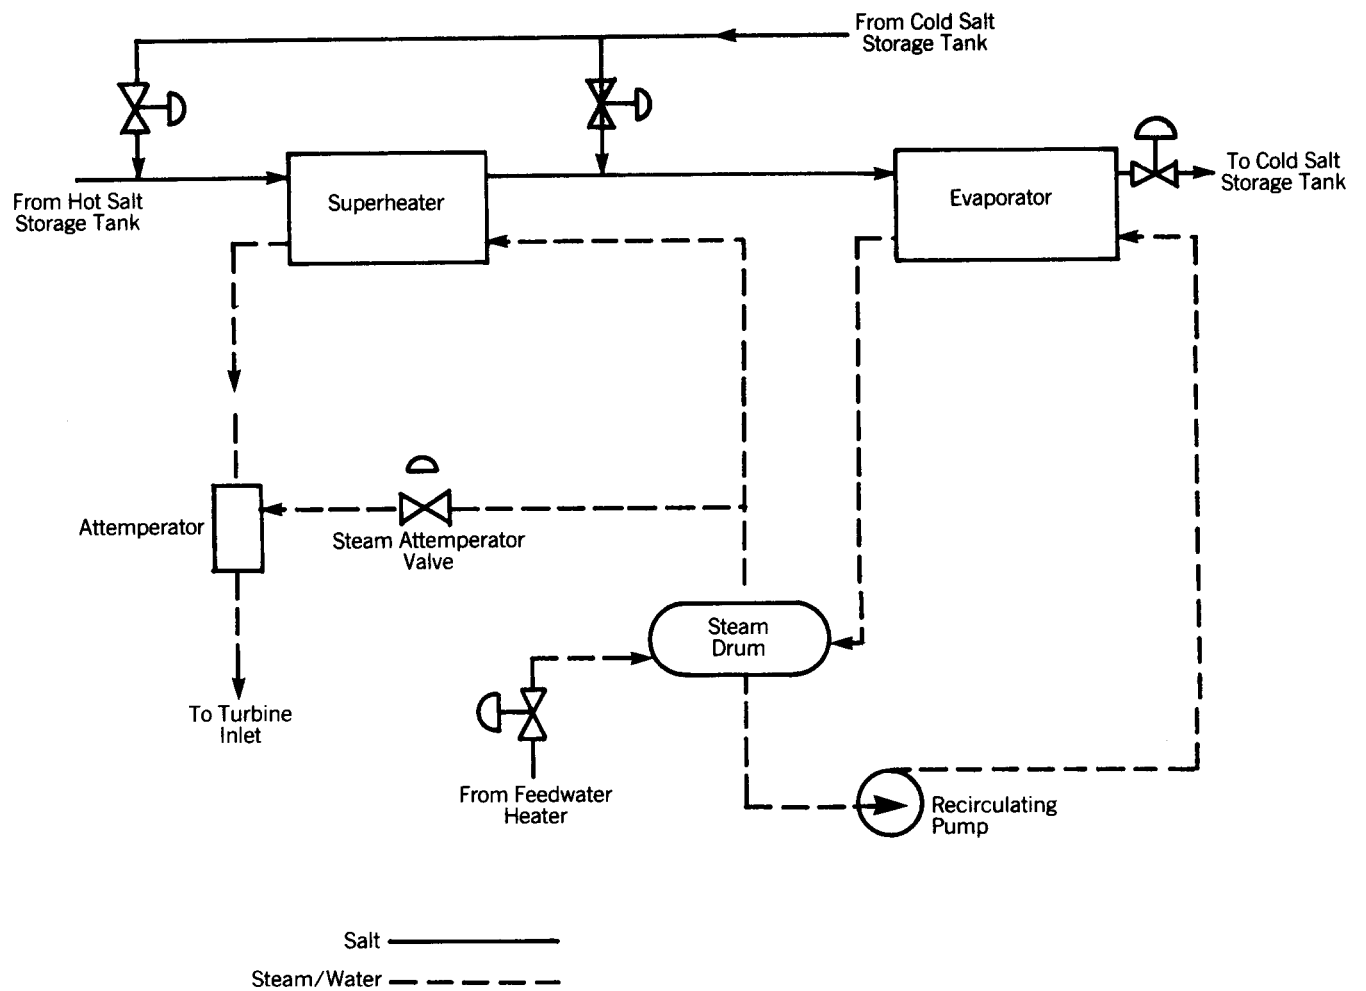 From Cold Salt
Storage Tank
To Cold Salt
Storage Tank
From Hot Salt
Storage Tank
Superheater
Evaporator
Attemperator
Steam Attemperator
Valve
Steam
Drum
To Turbine
Inlet
From Feedwater
Heater
Recirculating
Pump
Salt
Steam/Water